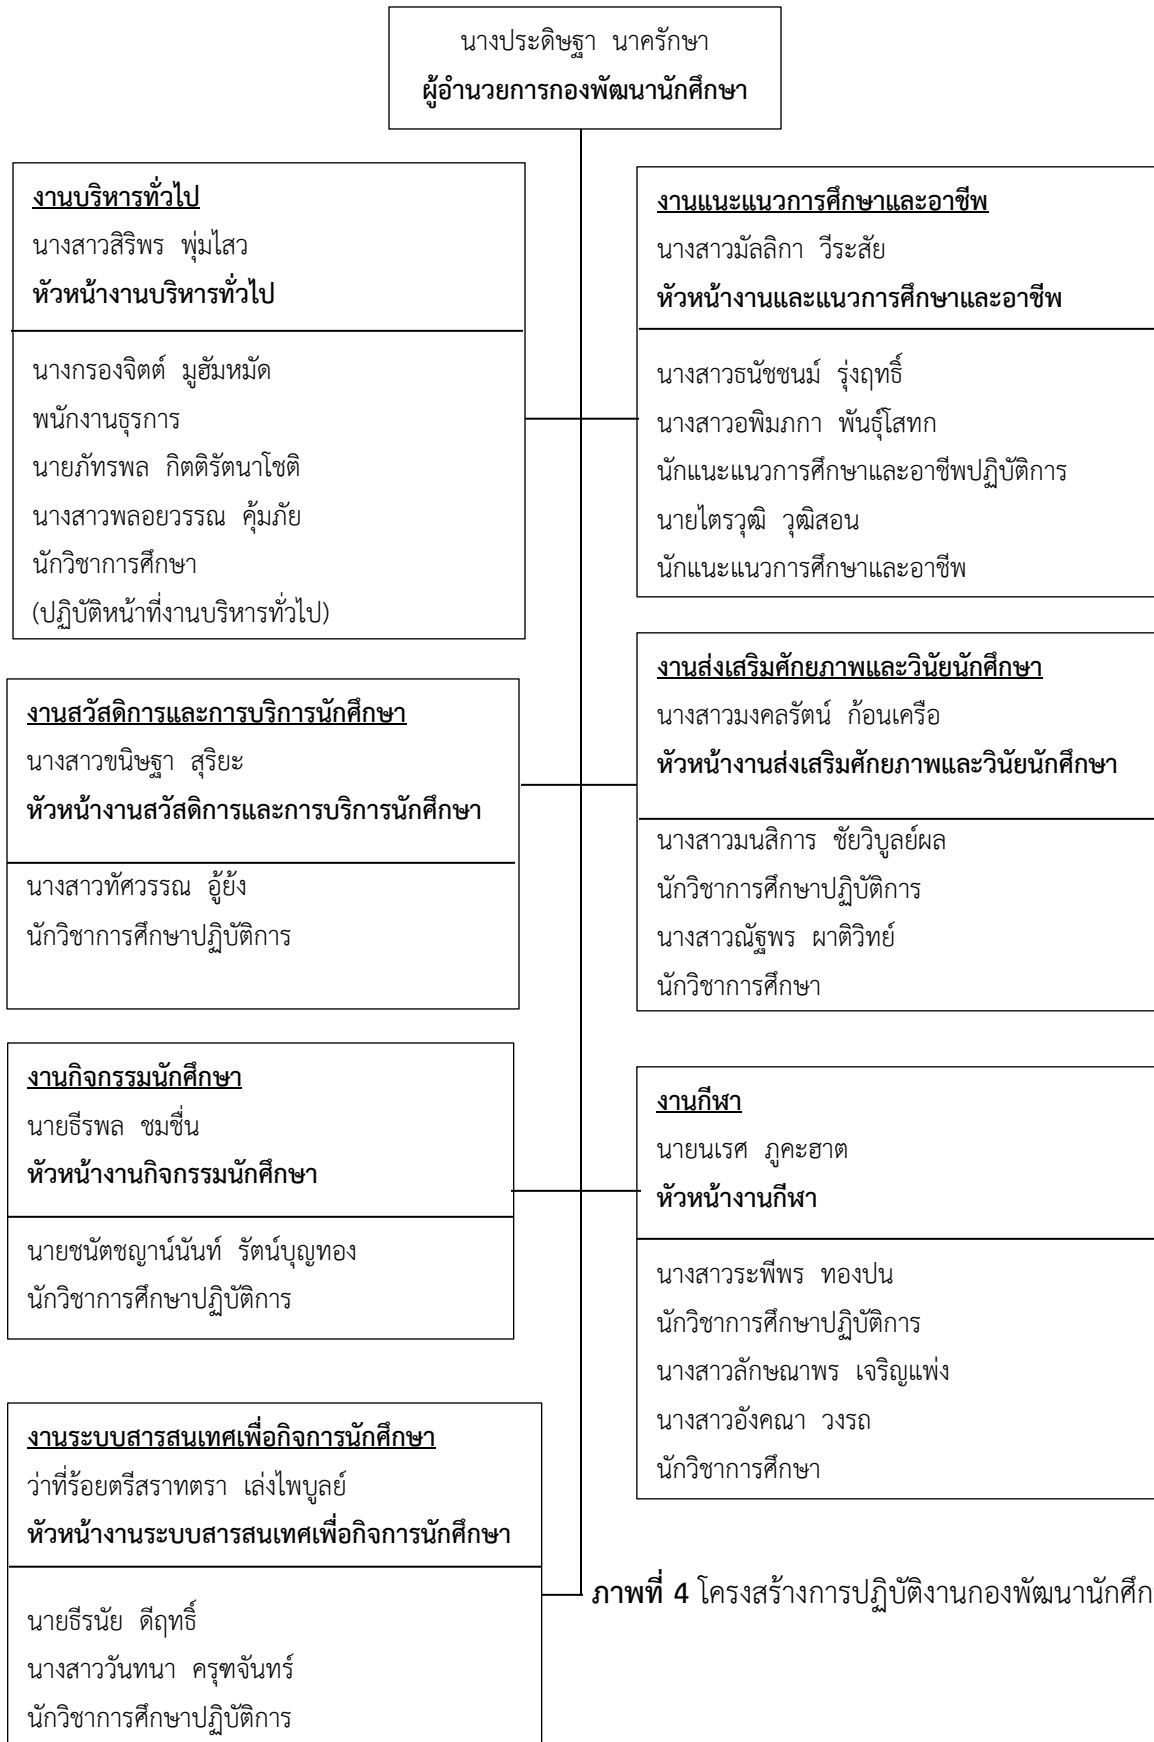 นางประดิษฐา นาครักษา
ผู้อำนวยการกองพัฒนานักศึกษา
งานบริหารทั่วไป
นางสาวสิริพร พุ่มไสว
หัวหน้างานบริหารทั่วไป
นางกรองจิตต์ มูฮัมหมัด
พนักงานธุรการ
นายภัทรพล กิตติรัตนาโชติ
นางสาวพลอยวรรณ คุ้มภัย
นักวิชาการศึกษา
(ปฏิบัติหน้าที่งานบริหารทั่วไป)
งานแนะแนวการศึกษาและอาชีพ
นางสาวมัลลิกา วีระสัย
หัวหน้างานและแนวการศึกษาและอาชีพ
นางสาวธนัชชนม์ รุ่งฤทธิ์
นางสาวอพิมภกา พันธุ์โสทก
นักแนะแนวการศึกษาและอาชีพปฏิบัติการ
นายไตรวุฒิ วุฒิสอน
นักแนะแนวการศึกษาและอาชีพ
งานสวัสดิการและการบริการนักศึกษา
นางสาวขนิษฐา สุริยะ
หัวหน้างานสวัสดิการและการบริการนักศึกษา
นางสาวทัศวรรณ อู้ย้ง
นักวิชาการศึกษาปฏิบัติการ
งานส่งเสริมศักยภาพและวินัยนักศึกษา
นางสาวมงคลรัตน์ ก้อนเครือ
หัวหน้างานส่งเสริมศักยภาพและวินัยนักศึกษา
นางสาวมนสิการ ชัยวิบูลย์ผล
นักวิชาการศึกษาปฏิบัติการ
นางสาวณัฐพร ผาติวิทย์
นักวิชาการศึกษา
งานกิจกรรมนักศึกษา
นายธีรพล ชมชื่น
หัวหน้างานกิจกรรมนักศึกษา
นายชนัตชญาน์นันท์ รัตน์บุญทอง
นักวิชาการศึกษาปฏิบัติการ
งานกีฬา
นายนเรศ ภูคะฮาต
หัวหน้างานกีฬา
นางสาวระพีพร ทองปน
นักวิชาการศึกษาปฏิบัติการ
นางสาวลักษณาพร เจริญแพ่ง
นางสาวอังคณา วงรถ
นักวิชาการศึกษา
งานระบบสารสนเทศเพื่อกิจการนักศึกษา
ว่าที่ร้อยตรีสราทตรา เล่งไพบูลย์
หัวหน้างานระบบสารสนเทศเพื่อกิจการนักศึกษา
นายธีรนัย ดีฤทธิ์
นางสาววันทนา ครุฑจันทร์
นักวิชาการศึกษาปฏิบัติการ
ภาพที่ 4 โครงสร้างการปฏิบัติงานกองพัฒนานักศึก